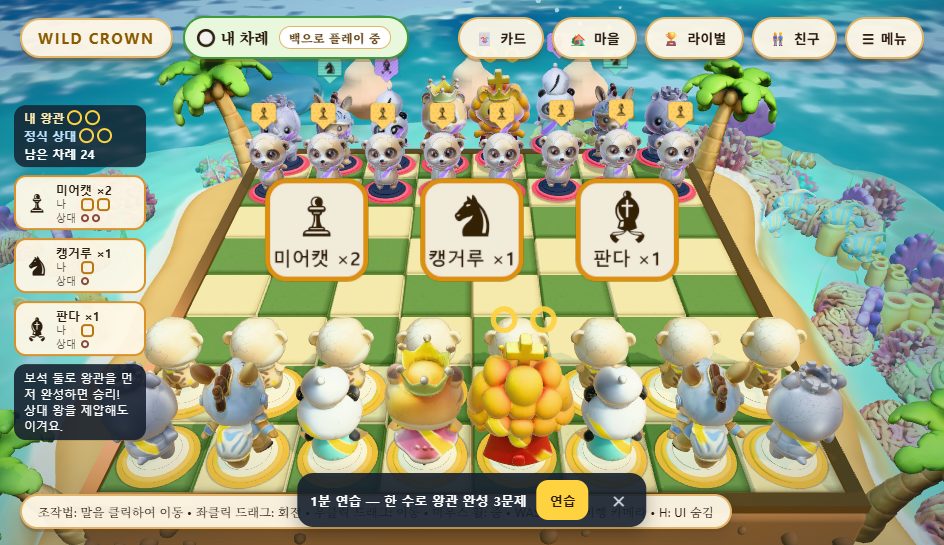 WILD CROWN
내 차례
백으로 플레이 중
카드
마을
라이벌
친구
메뉴
내 왕관
정식 상대
남은 차례 24
미어캣 ×2
나
상대
캥거루 ×1
나
상대
판다 ×1
나
상대
보석 둘로 왕관을 먼
저 완성하면 승리!
상대 왕을 제압해도
이겨요.
미어캣 ×2
캥거루 ×1
판다 ×1
1분 연습 — 한 수로 왕관 완성 3문제
연습
조작법: 말을 클릭하여 이동 • 좌클릭 드래그: 회전
• H: UI 숨김